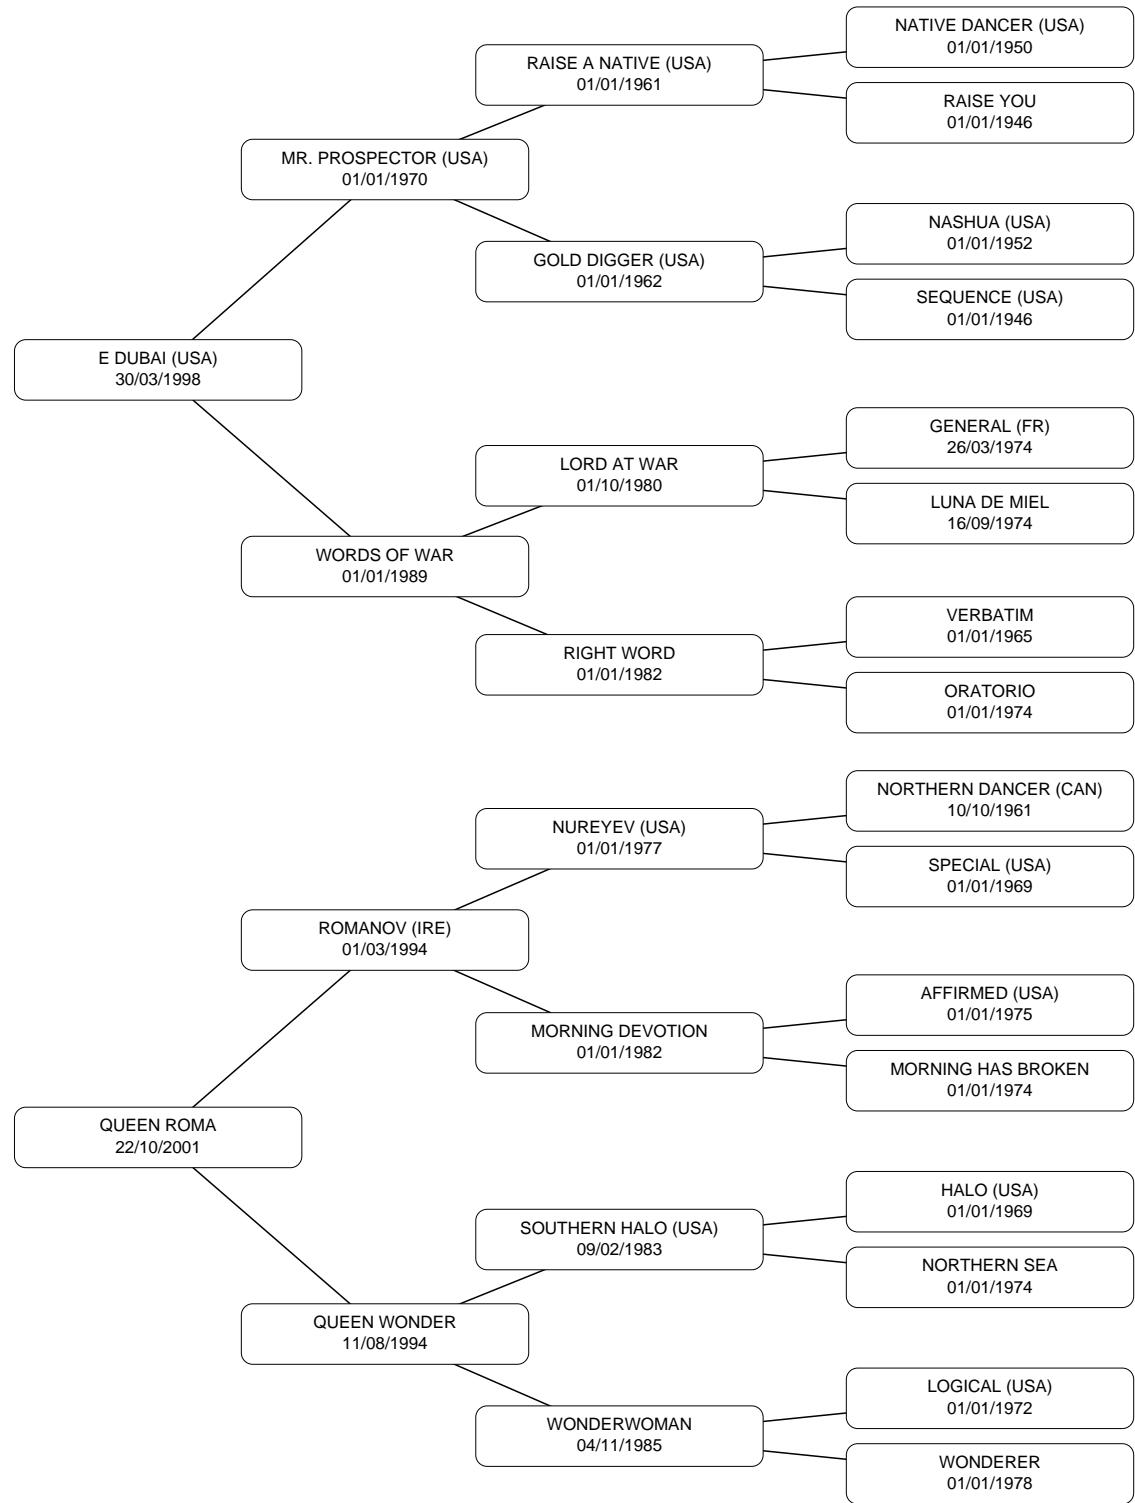 NATIVE DANCER (USA)
01/01/1950
RAISE A NATIVE (USA)
01/01/1961
RAISE YOU
01/01/1946
MR. PROSPECTOR (USA)
01/01/1970
NASHUA (USA)
01/01/1952
GOLD DIGGER (USA)
01/01/1962
SEQUENCE (USA)
01/01/1946
E DUBAI (USA)
30/03/1998
GENERAL (FR)
26/03/1974
LORD AT WAR
01/10/1980
LUNA DE MIEL
16/09/1974
WORDS OF WAR
01/01/1989
VERBATIM
01/01/1965
RIGHT WORD
01/01/1982
ORATORIO
01/01/1974
NORTHERN DANCER (CAN)
10/10/1961
NUREYEV (USA)
01/01/1977
SPECIAL (USA)
01/01/1969
ROMANOV (IRE)
01/03/1994
AFFIRMED (USA)
01/01/1975
MORNING DEVOTION
01/01/1982
MORNING HAS BROKEN
01/01/1974
QUEEN ROMA
22/10/2001
HALO (USA)
01/01/1969
SOUTHERN HALO (USA)
09/02/1983
NORTHERN SEA
01/01/1974
QUEEN WONDER
11/08/1994
LOGICAL (USA)
01/01/1972
WONDERWOMAN
04/11/1985
WONDERER
01/01/1978